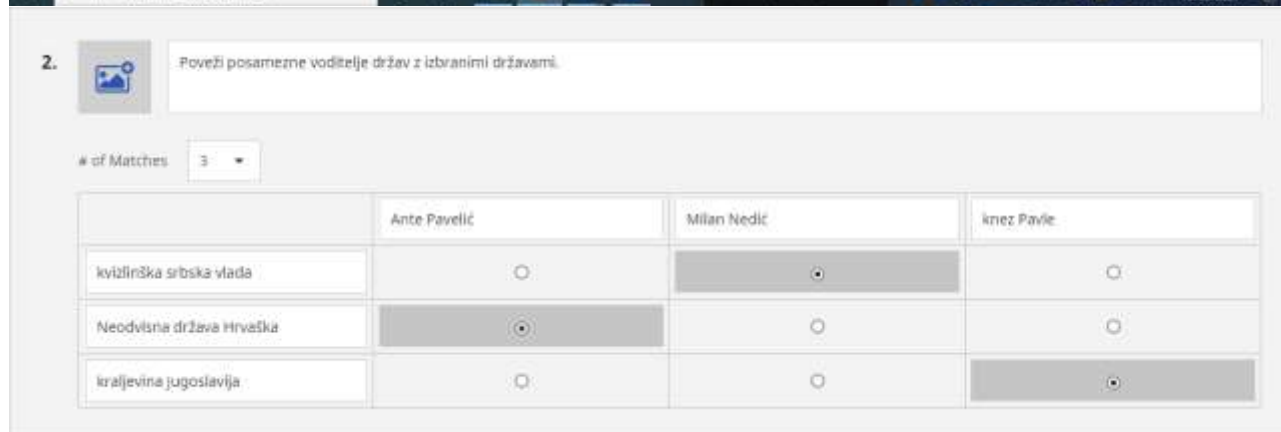 2.
Poveži posamezne voditelje držav z izbranimi državami.
# of Matches 3
Ante Pavelić Milan Nedić knez Pavle
kvizlinška srbska vlada
Neodvisna država Hrvaška
kraljevina jugoslavija